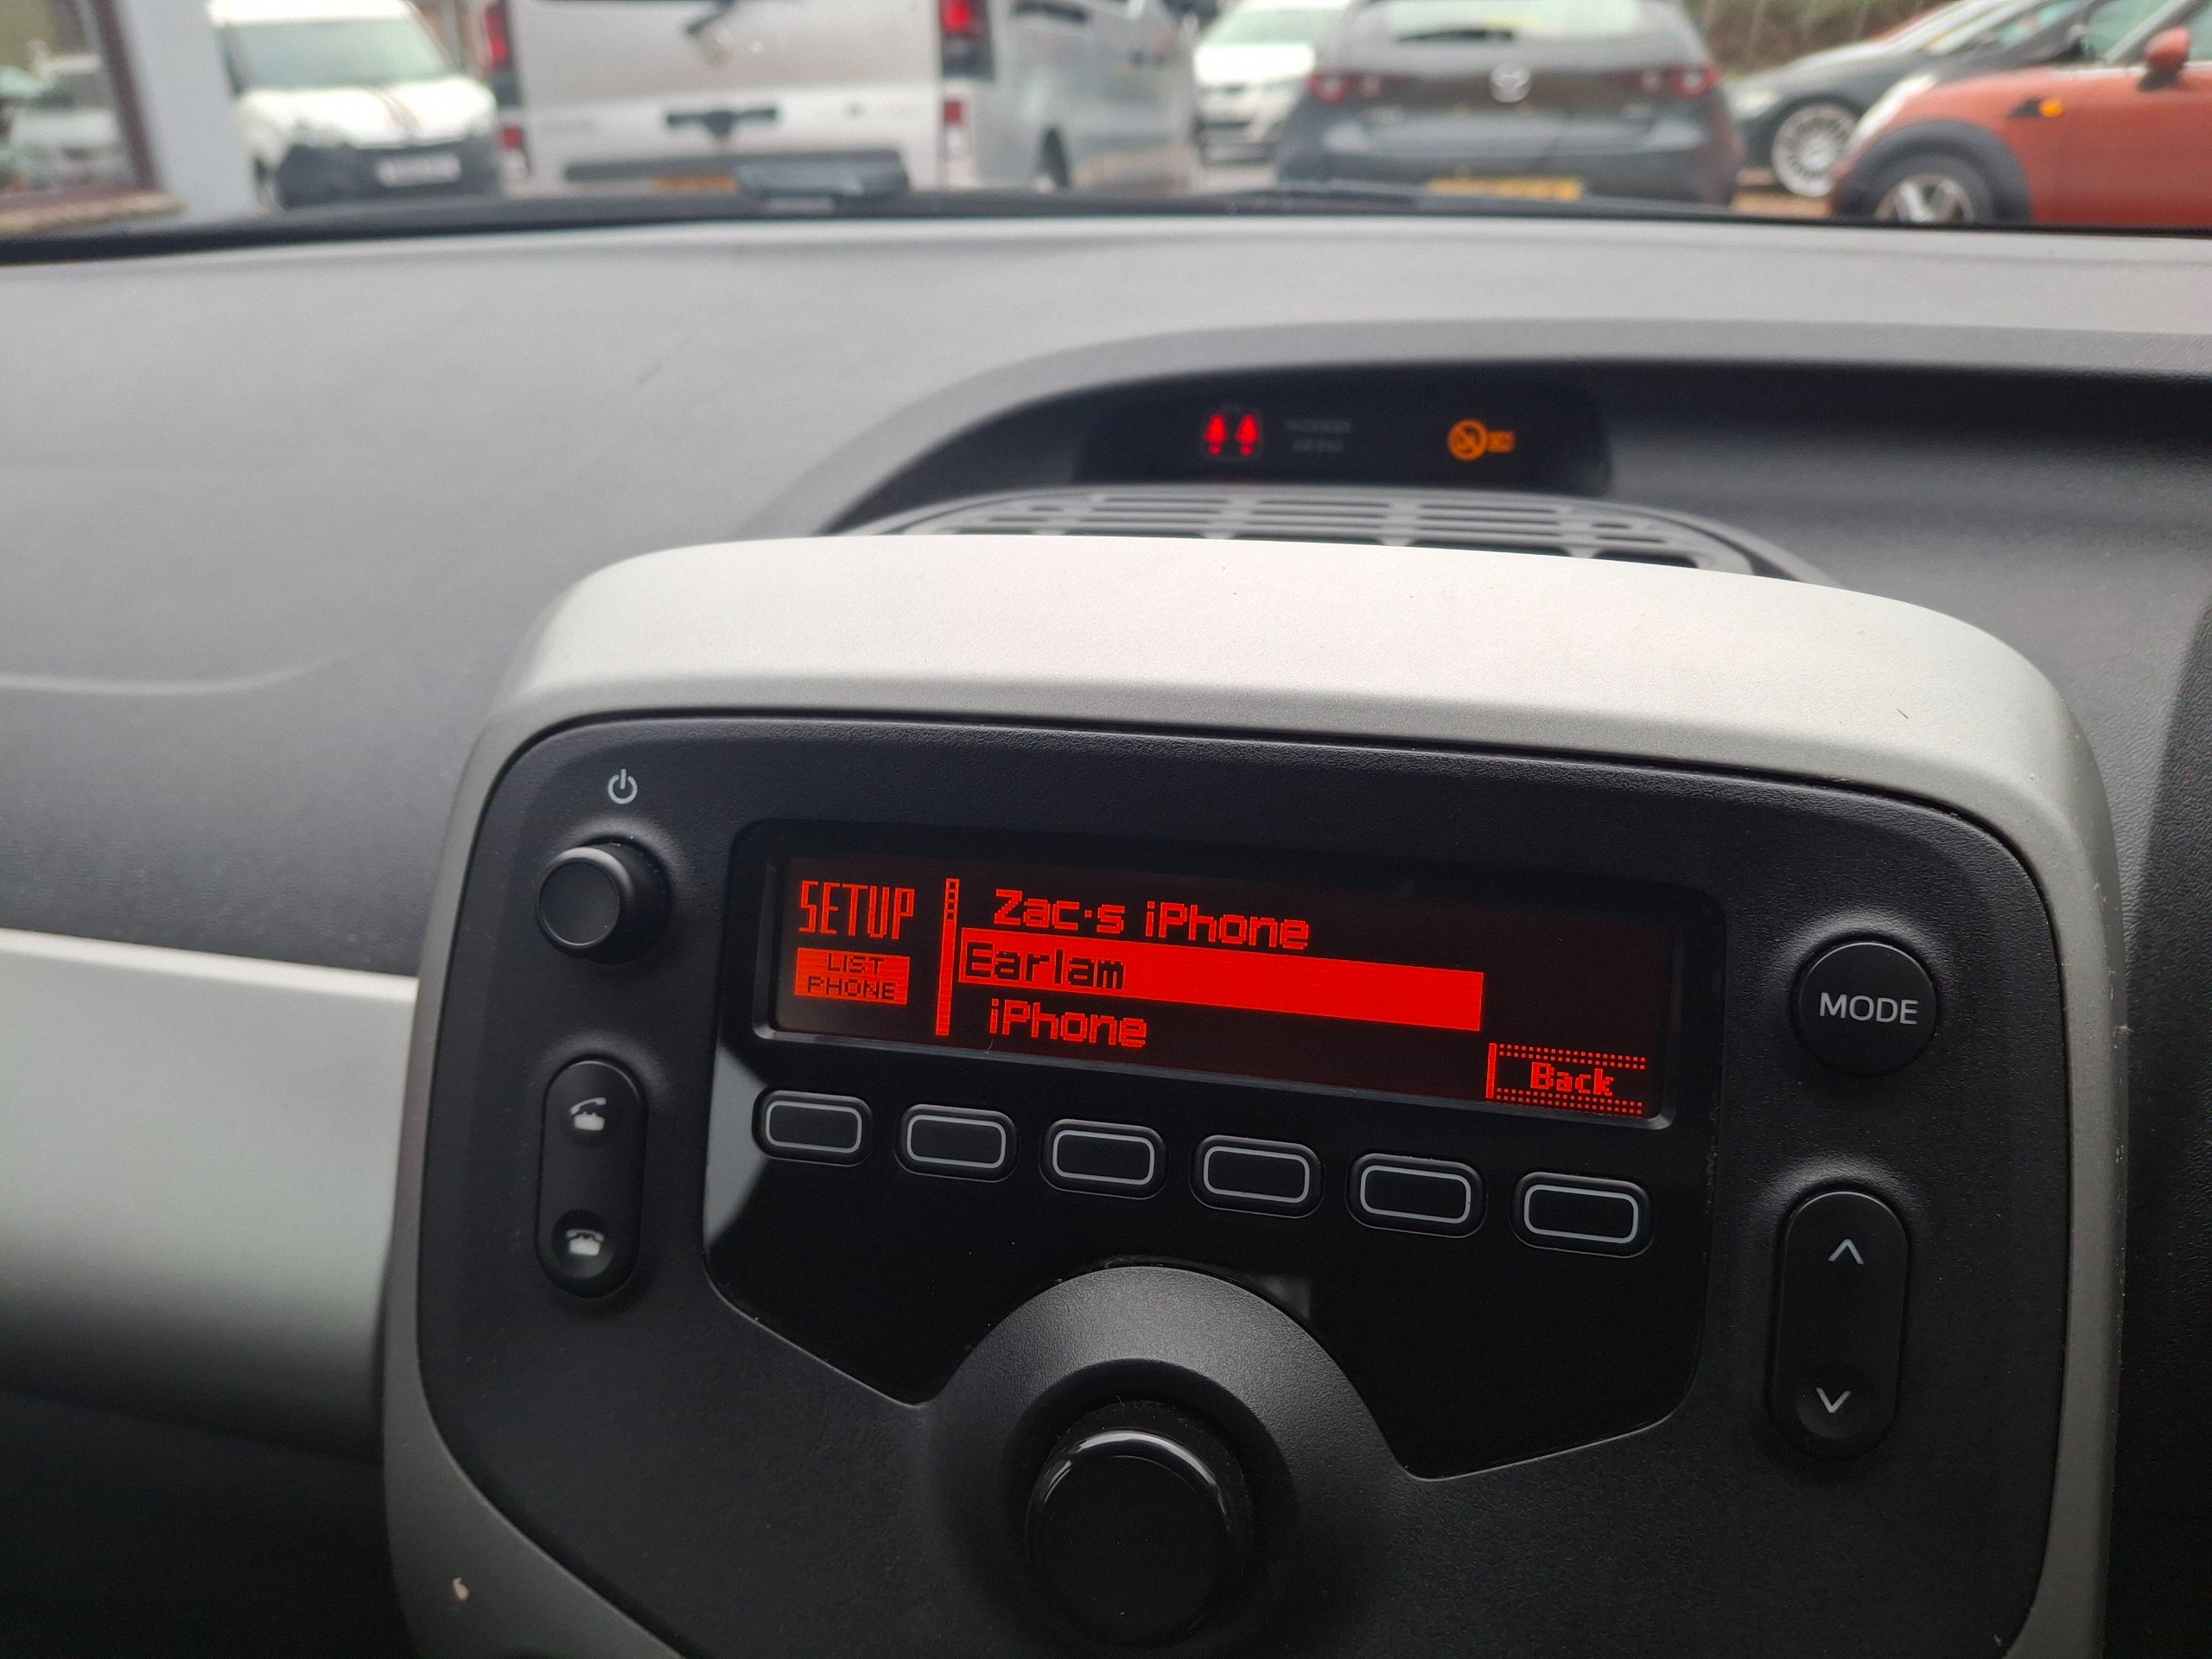 SETUP
LIST
PHONE
Zac·s iPhone
Earlam
iPhone
Back
MODE